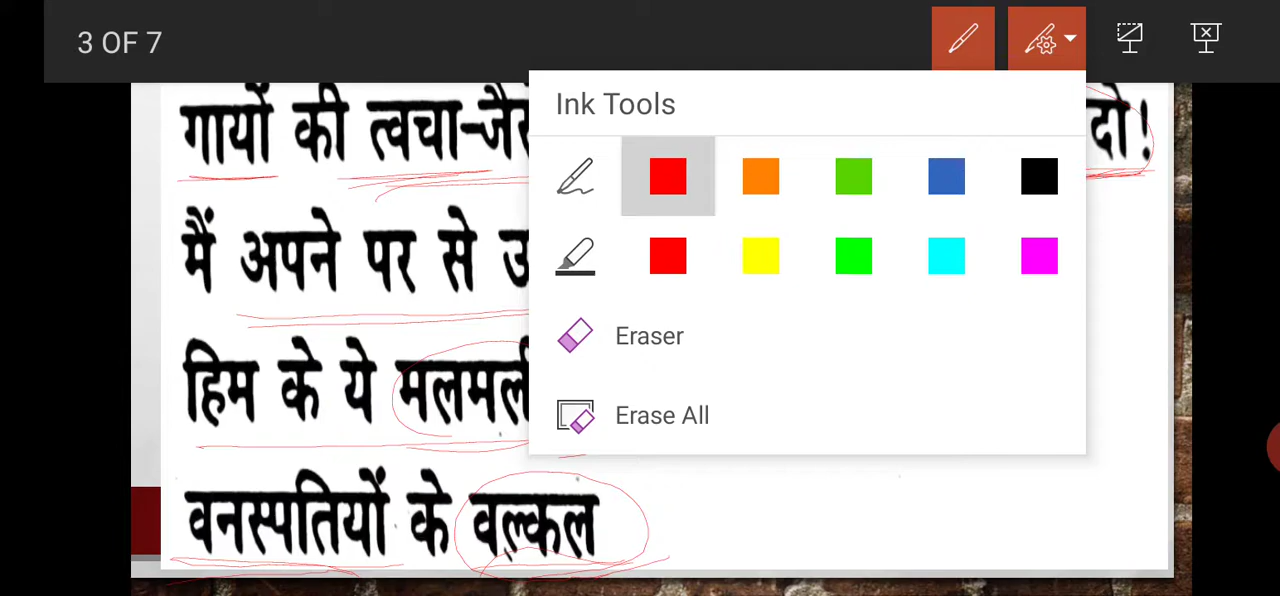 3 OF 7
Ink Tools
गायों की त्वचा-जै
दो!
मैं अपने पर से
हिम के ये मलमली
Eraser
Erase All
वनस्पतियों के वल्कल